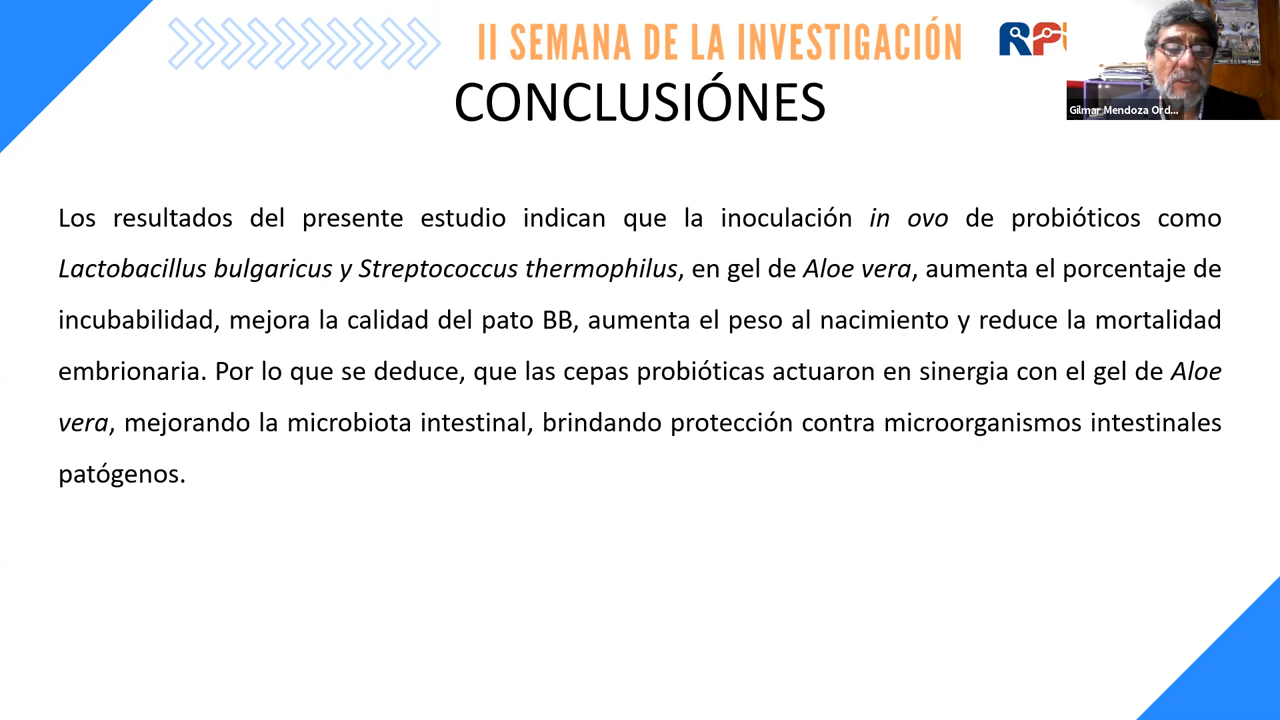 II SEMANA DE LA INVESTIGACIÓN
CONCLUSIÓNES
Gilmar Mendoza Ord...
Los resultados del presente estudio indican que la inoculación in ovo de probióticos como
Lactobacillus bulgaricus y Streptococcus thermophilus, en gel de Aloe vera, aumenta el porcentaje de
incubabilidad, mejora la calidad del pato BB, aumenta el peso al nacimiento y reduce la mortalidad
embrionaria. Por lo que se deduce, que las cepas probióticas actuaron en sinergia con el gel de Aloe
vera, mejorando la microbiota intestinal, brindando protección contra microorganismos intestinales
patógenos.